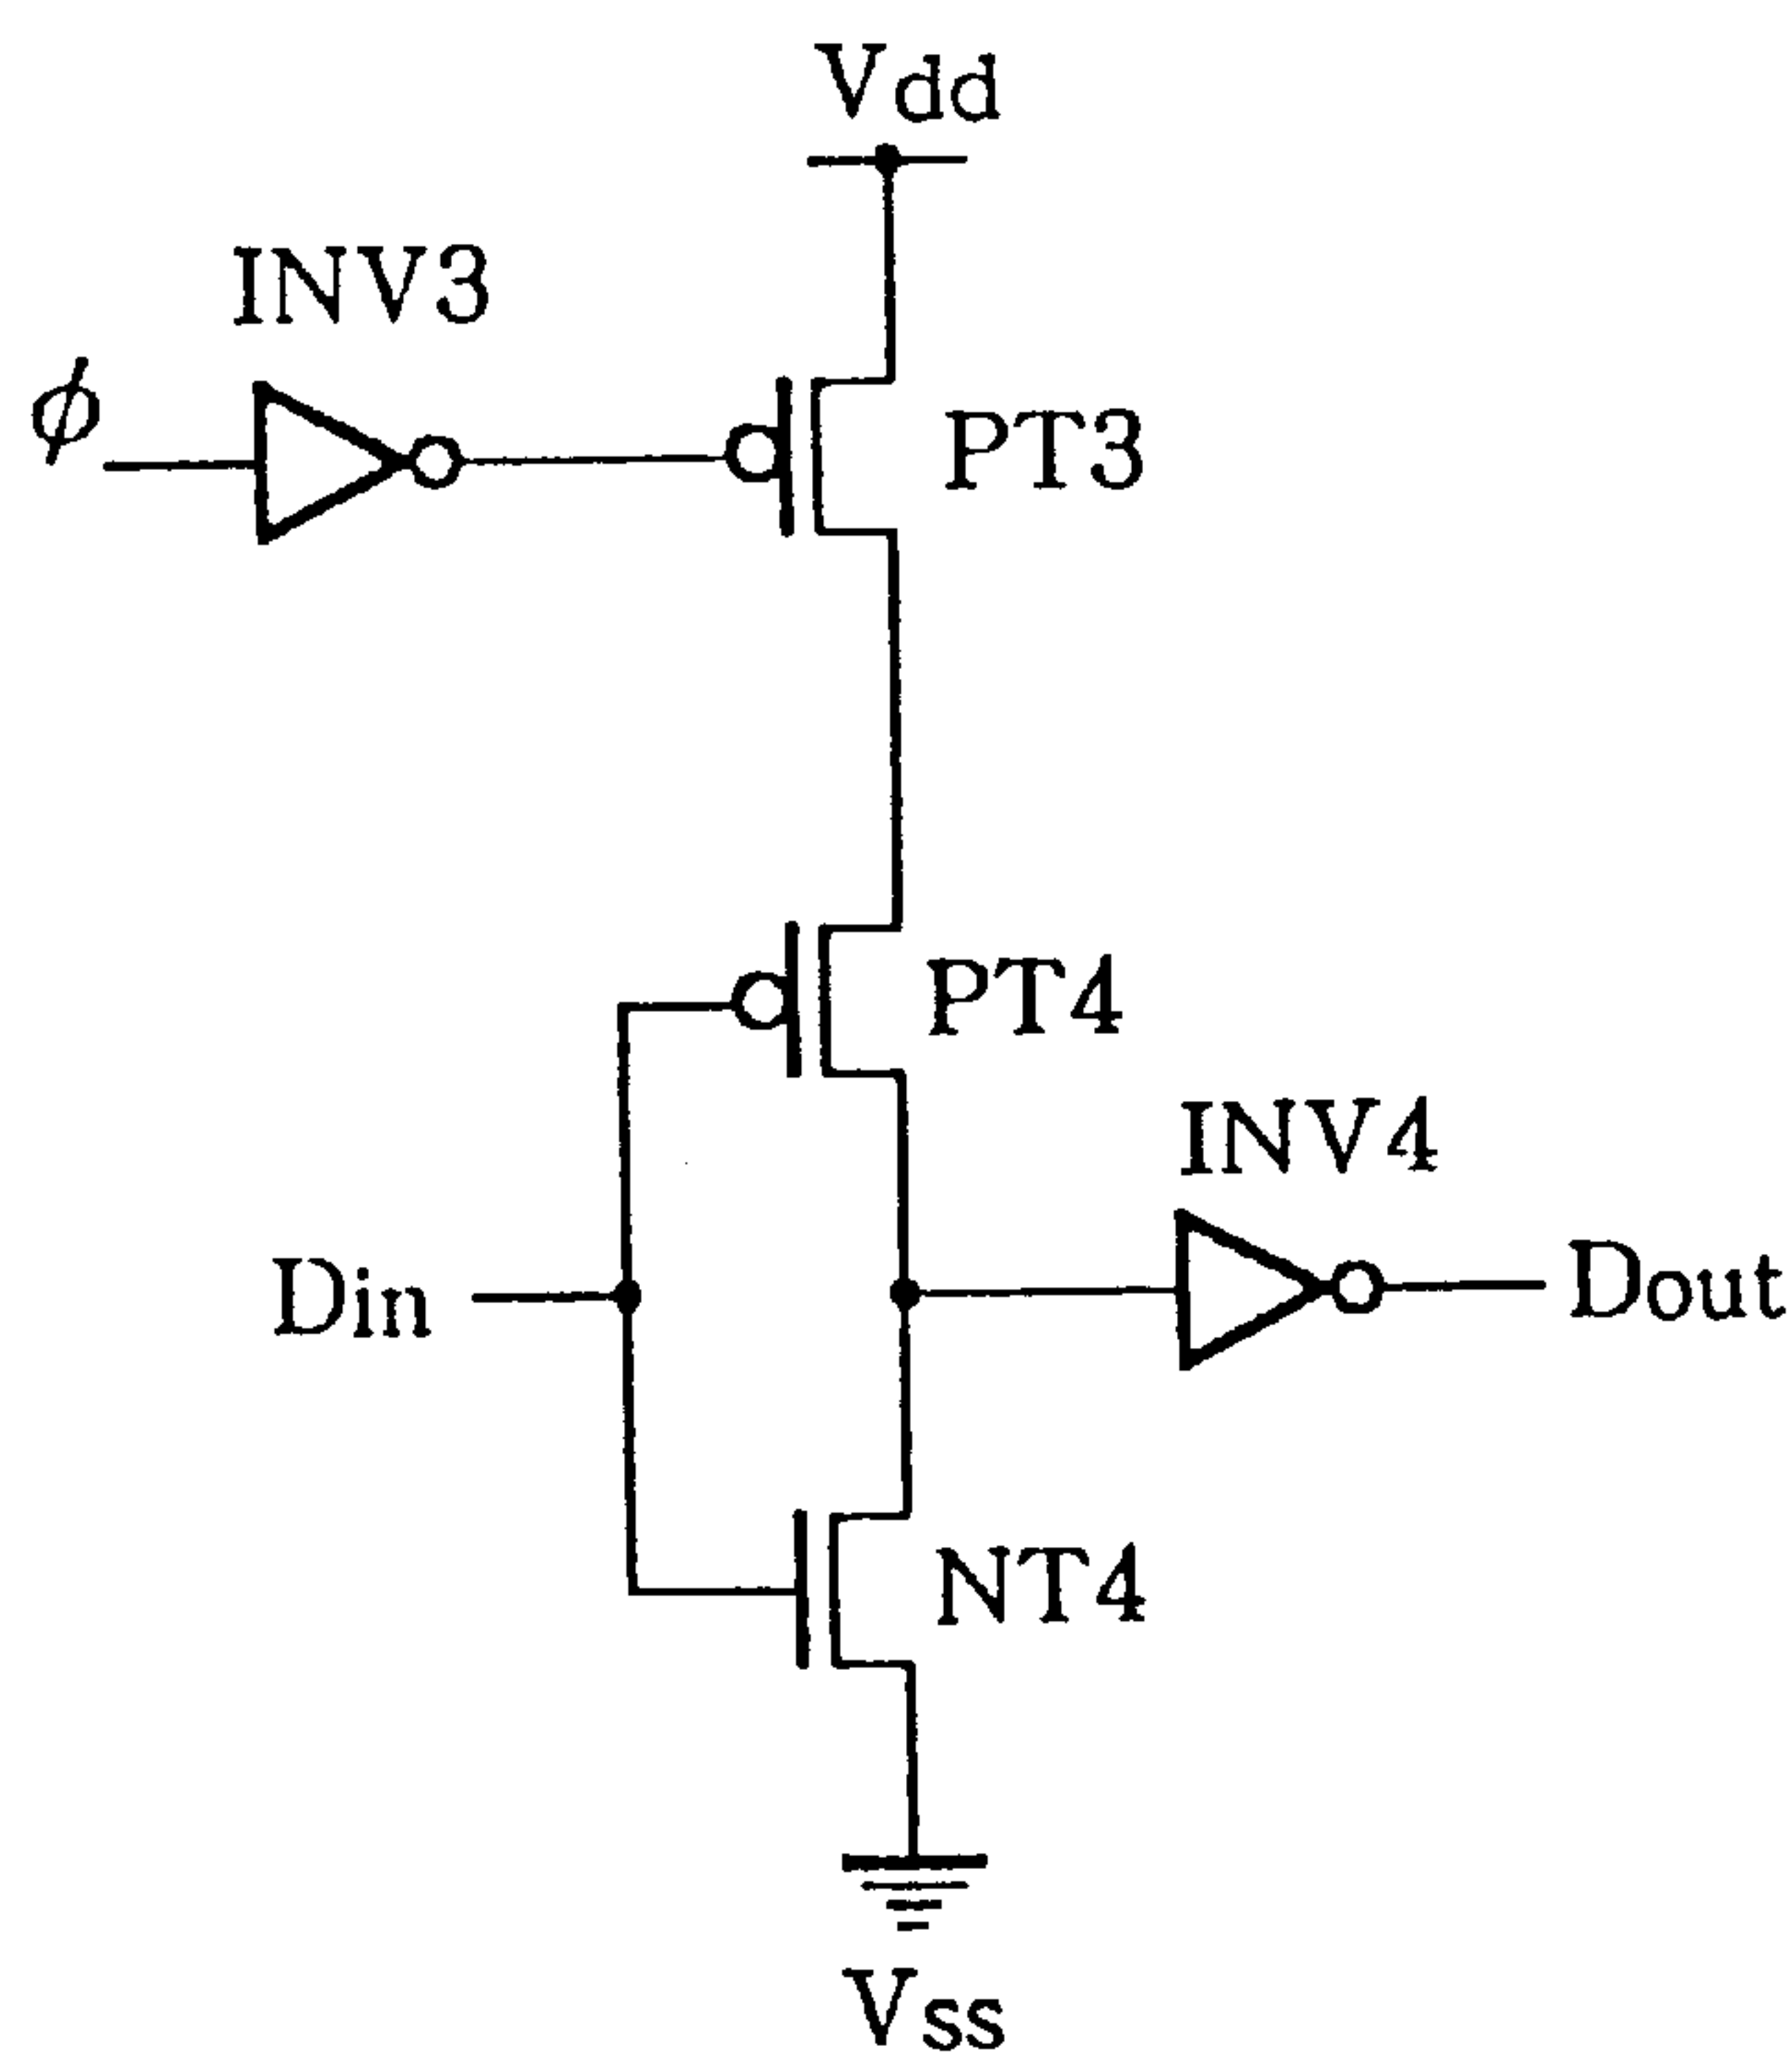 Vdd
INV3
ϕ
PT3
PT4
INV4
Din
Dout
NT4
Vss